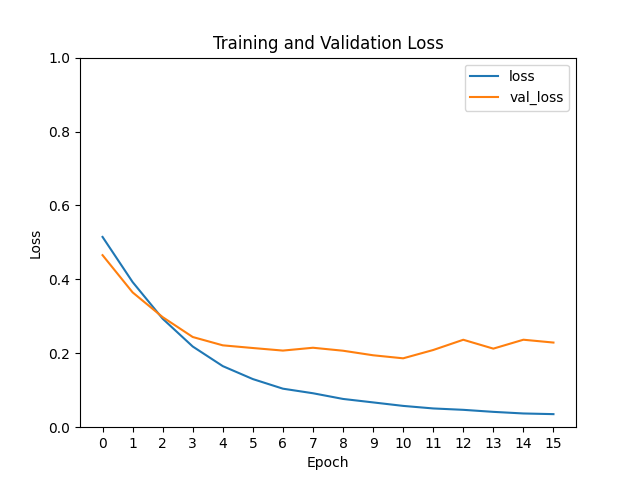 Training and Validation Loss
loss
val_loss
1.0
0.8
0.6
0.4
0.2
0.0
Loss
0 1 2 3 4 5 6 7 8 9 10 11 12 13 14 15
Epoch